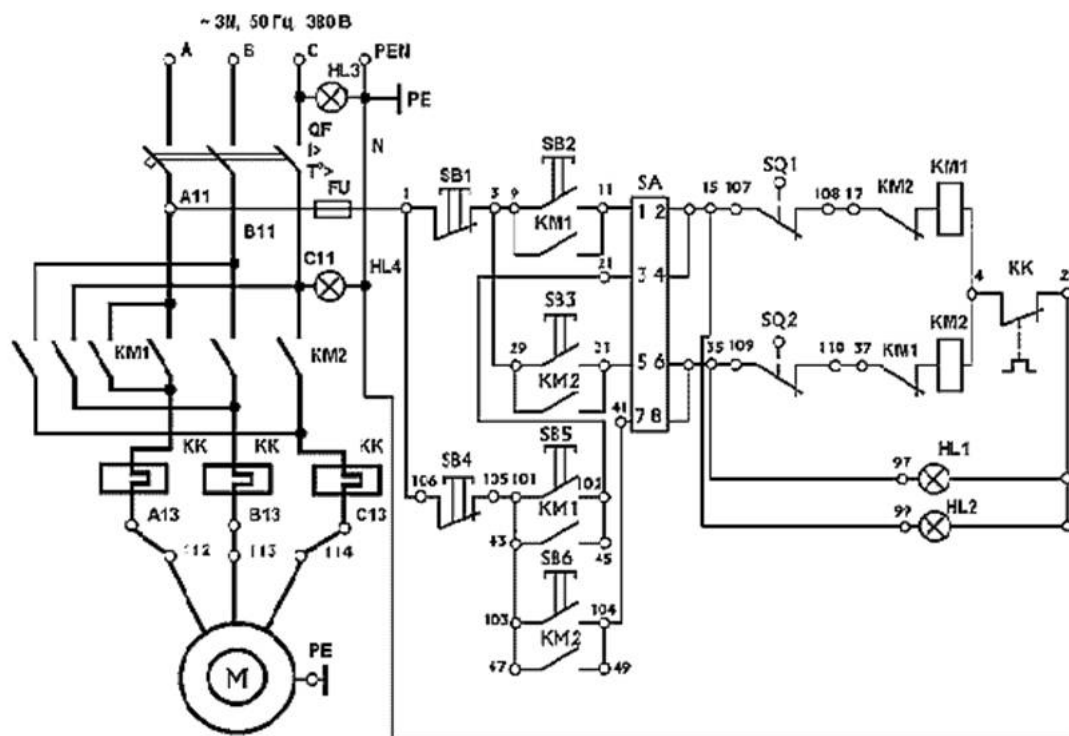 ~ 3N, 50 Гц, 380 В
A
B
C
PEN
HL3
PE
QF
I>
T°>
N
A11
FU
B11
C11
HL4
KM1
KM2
KK
KK
KK
A13
B13
C13
112
113
114
M
PE
1
SB1
3
9
SB2
11
KM1
SA
1 2
3 4
5 6
7 8
21
SB3
29
KM2
41
SB4
106
105
101
SB5
102
KM1
43
45
SB6
103
104
KM2
47
49
15
107
SQ1
108
17
KM2
KM1
4
KK
2
35
109
SQ2
110
37
KM1
KM2
97
HL1
99
HL2